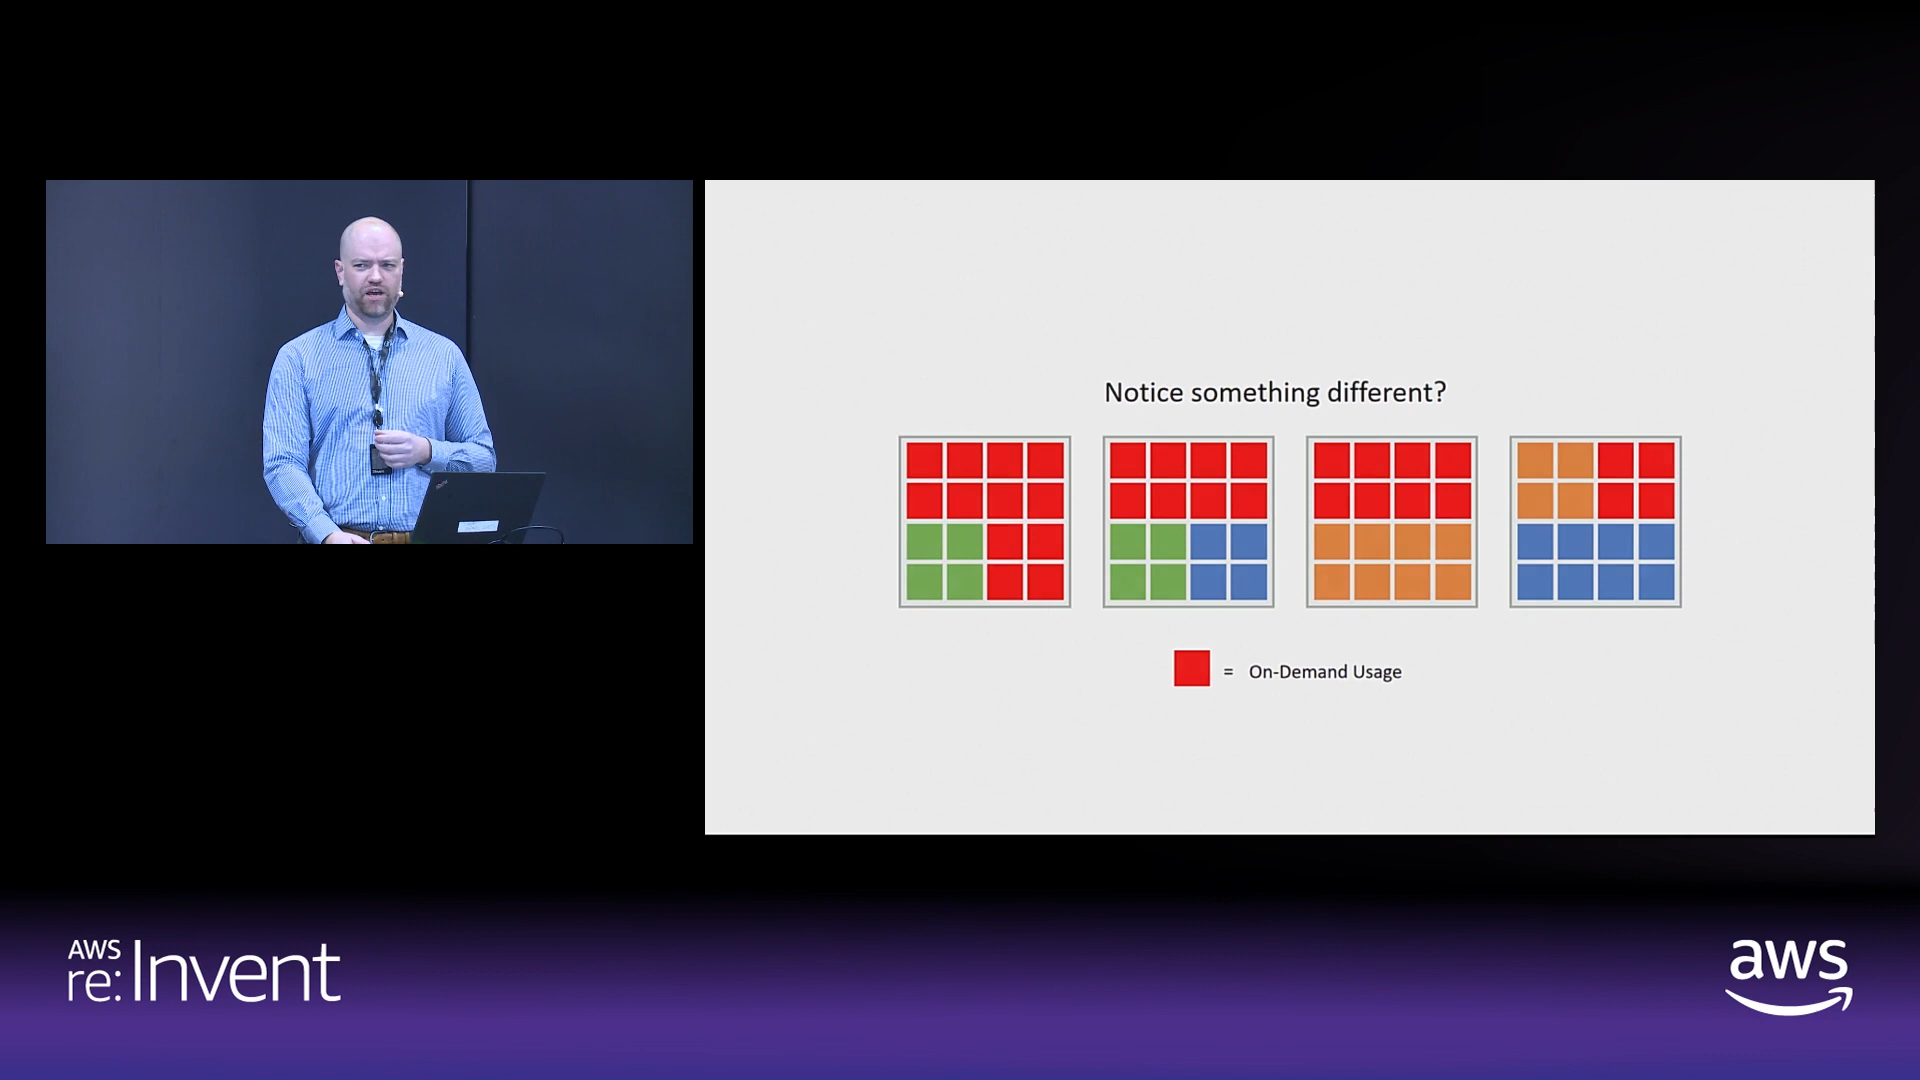 Notice something different?
= On-Demand Usage
AWS
re:Invent
aws